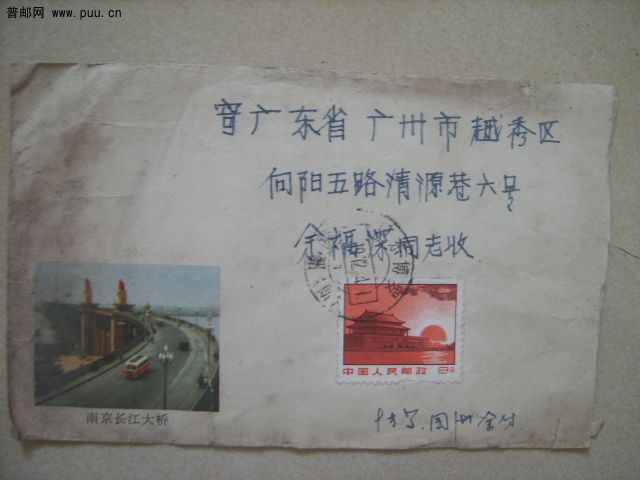 普邮网 www.puu.cn
寄广东省广州市越秀区
向阳五路清源巷六号
余福深同志收
中国人民邮政 8分
南京长江大桥